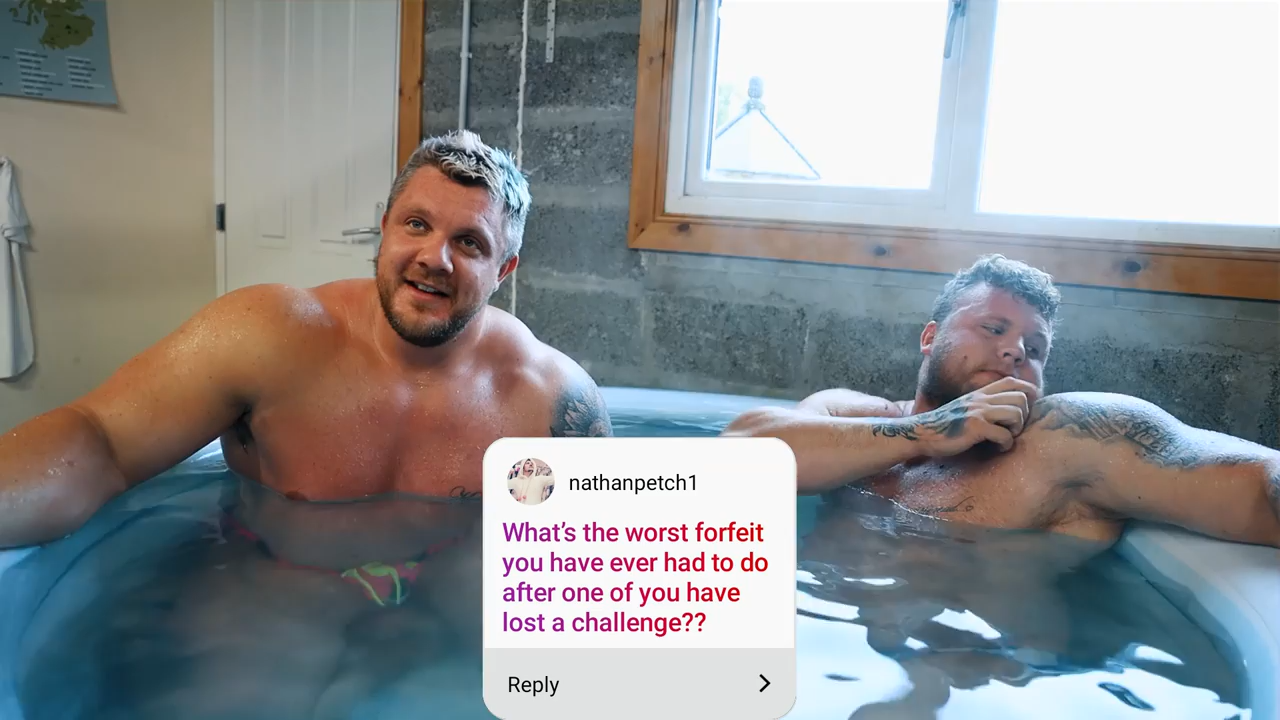 nathanpetch1
What's the worst forfeit
you have ever had to do
after one of you have
lost a challenge??
Reply